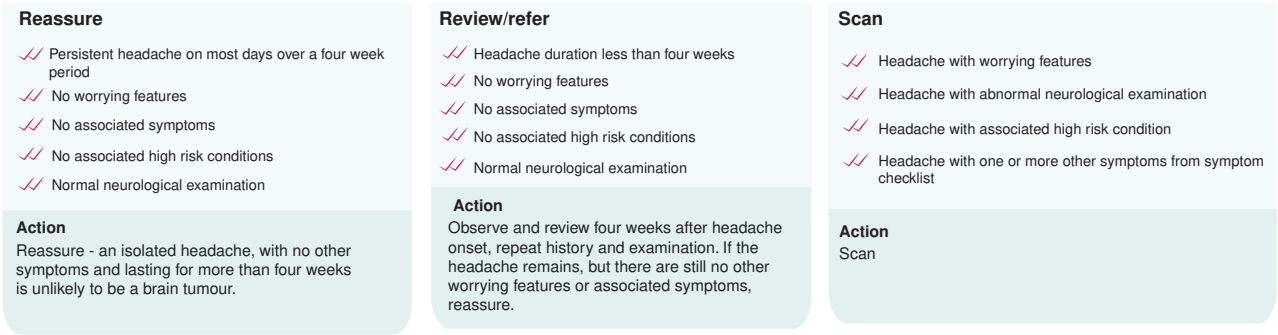 Reassure
Persistent headache on most days over a four week
period
No worrying features
No associated symptoms
No associated high risk conditions
Normal neurological examination
Action
Reassure - an isolated headache, with no other
symptoms and lasting for more than four weeks
is unlikely to be a brain tumour.
Review/refer
Headache duration less than four weeks
No worrying features
No associated symptoms
No associated high risk conditions
Normal neurological examination
Action
Observe and review four weeks after headache
onset, repeat history and examination. If the
headache remains, but there are still no other
worrying features or associated symptoms,
reassure.
Scan
Headache with worrying features
Headache with abnormal neurological examination
Headache with associated high risk condition
Headache with one or more other symptoms from symptom
checklist
Action
Scan